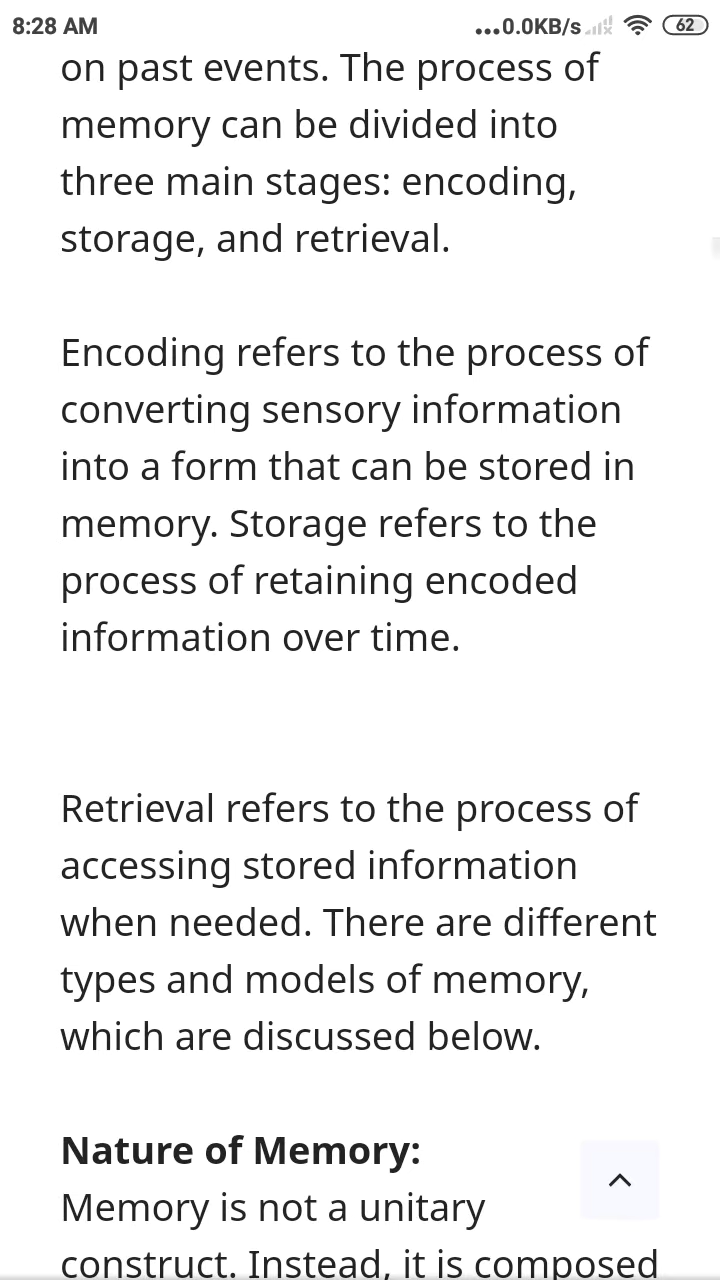 8:28 AM
...0.0KB/s
62
on past events. The process of
memory can be divided into
three main stages: encoding,
storage, and retrieval.
Encoding refers to the process of
converting sensory information
into a form that can be stored in
memory. Storage refers to the
process of retaining encoded
information over time.
Retrieval refers to the process of
accessing stored information
when needed. There are different
types and models of memory,
which are discussed below.
Nature of Memory:
Memory is not a unitary
construct. Instead, it is composed